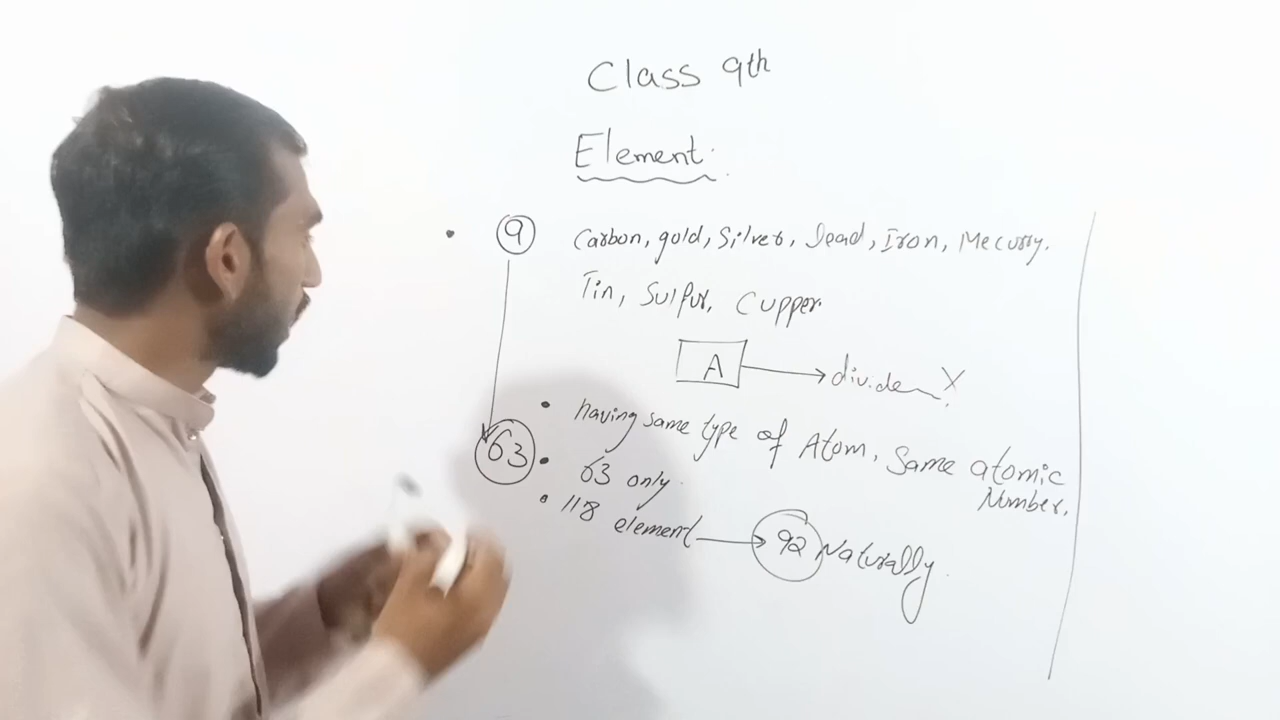 Class 9th
Element.
9 Carbon, gold, Silver, Lead, Iron, Mecurry.
Tin, Sulfur, Cupper
A divide X
having same type of Atom, Same atomic
Number.
63
63 only.
118 element 92 Naturally.